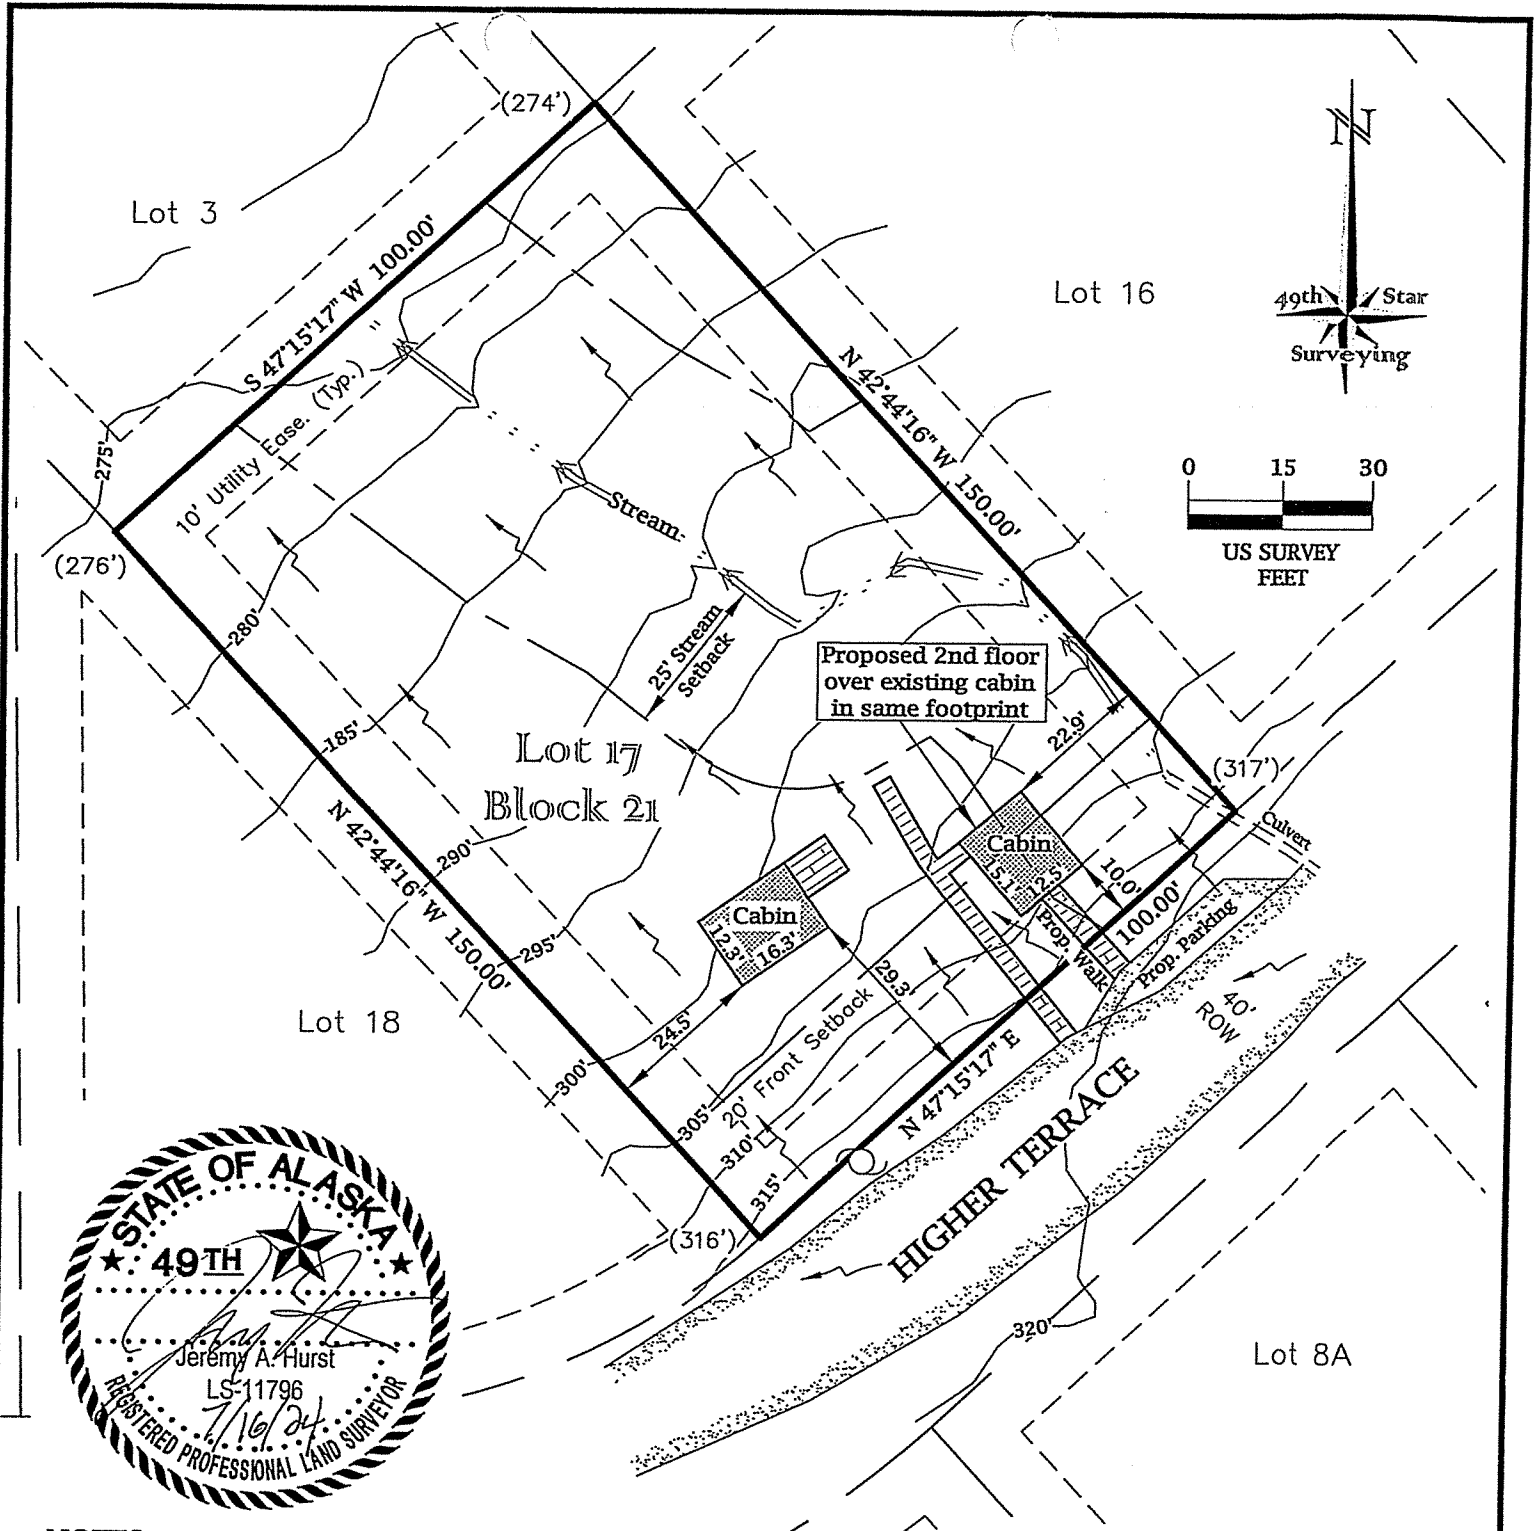 (274')
N
Lot 3
S 47°15'17" W 100.00'
Lot 16
49th Star
Surveying
N 42°44'16" W 150.00'
10' Utility Ease. (Typ.)
275'
0 15 30
US SURVEY
FEET
Stream
(276')
280'
25' Stream
Setback
Proposed 2nd floor
over existing cabin
in same footprint
185'
22.9'
Lot 17
Block 21
(317')
Culvert
N 42°44'16" W 150.00'
290'
Cabin
15.1'
12.5'
10.0'
Cabin
12.3'
16.3'
295'
29.3'
Prop. Walk
100.00'
Prop. Parking
40'
ROW
Lot 18
24.5'
20' Front Setback
300'
305'
310'
315'
N 47°15'17" E
HIGHER TERRACE
(316')
320'
Lot 8A
STATE OF ALASKA
49TH
Jeremy A. Hurst
LS-11796
7/16/24
REGISTERED PROFESSIONAL LAND SURVEYOR